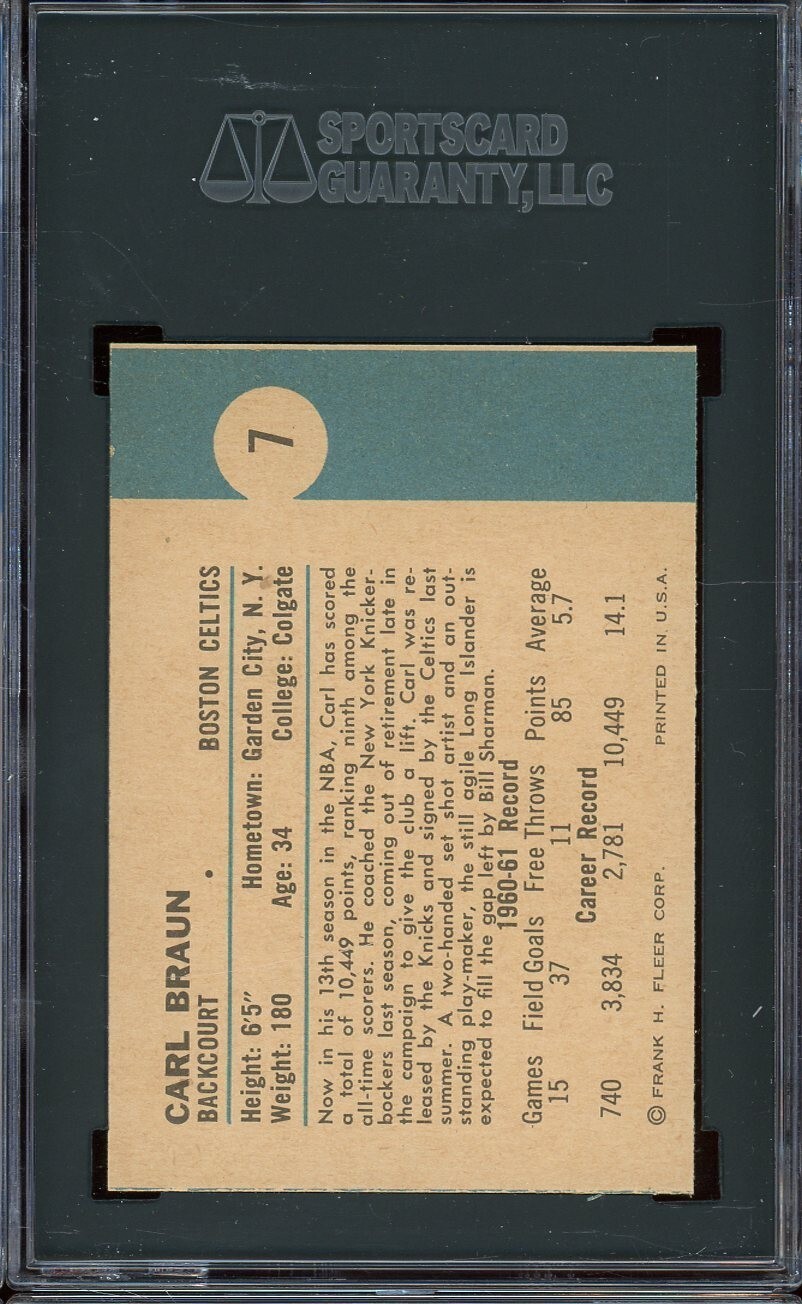 SPORTSCARD
GUARANTY, LLC
7
CARL BRAUN
BACKCOURT • BOSTON CELTICS
Height: 6'5" Hometown: Garden City, N. Y.
Weight: 180 Age: 34 College: Colgate
Now in his 13th season in the NBA, Carl has scored
a total of 10,449 points, ranking ninth among the
all-time scorers. He coached the New York Knicker-
bockers last season, coming out of retirement late in
the campaign to give the club a lift. Carl was re-
leased by the Knicks and signed by the Celtics last
summer. A two-handed set shot artist and an out-
standing play-maker, the still agile Long Islander is
expected to fill the gap left by Bill Sharman.
1960-61 Record
Games Field Goals Free Throws Points Average
15 37 11 85 5.7
Career Record
740 3,834 2,781 10,449 14.1
© FRANK H. FLEER CORP. PRINTED IN U.S.A.